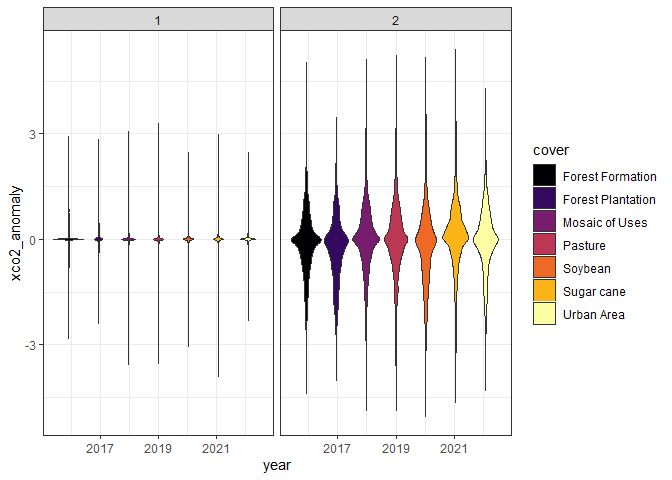 1
2
3
0
-3
xco2_anomaly
2017
2019
2021
2017
2019
2021
year
cover
Forest Formation
Forest Plantation
Mosaic of Uses
Pasture
Soybean
Sugar cane
Urban Area